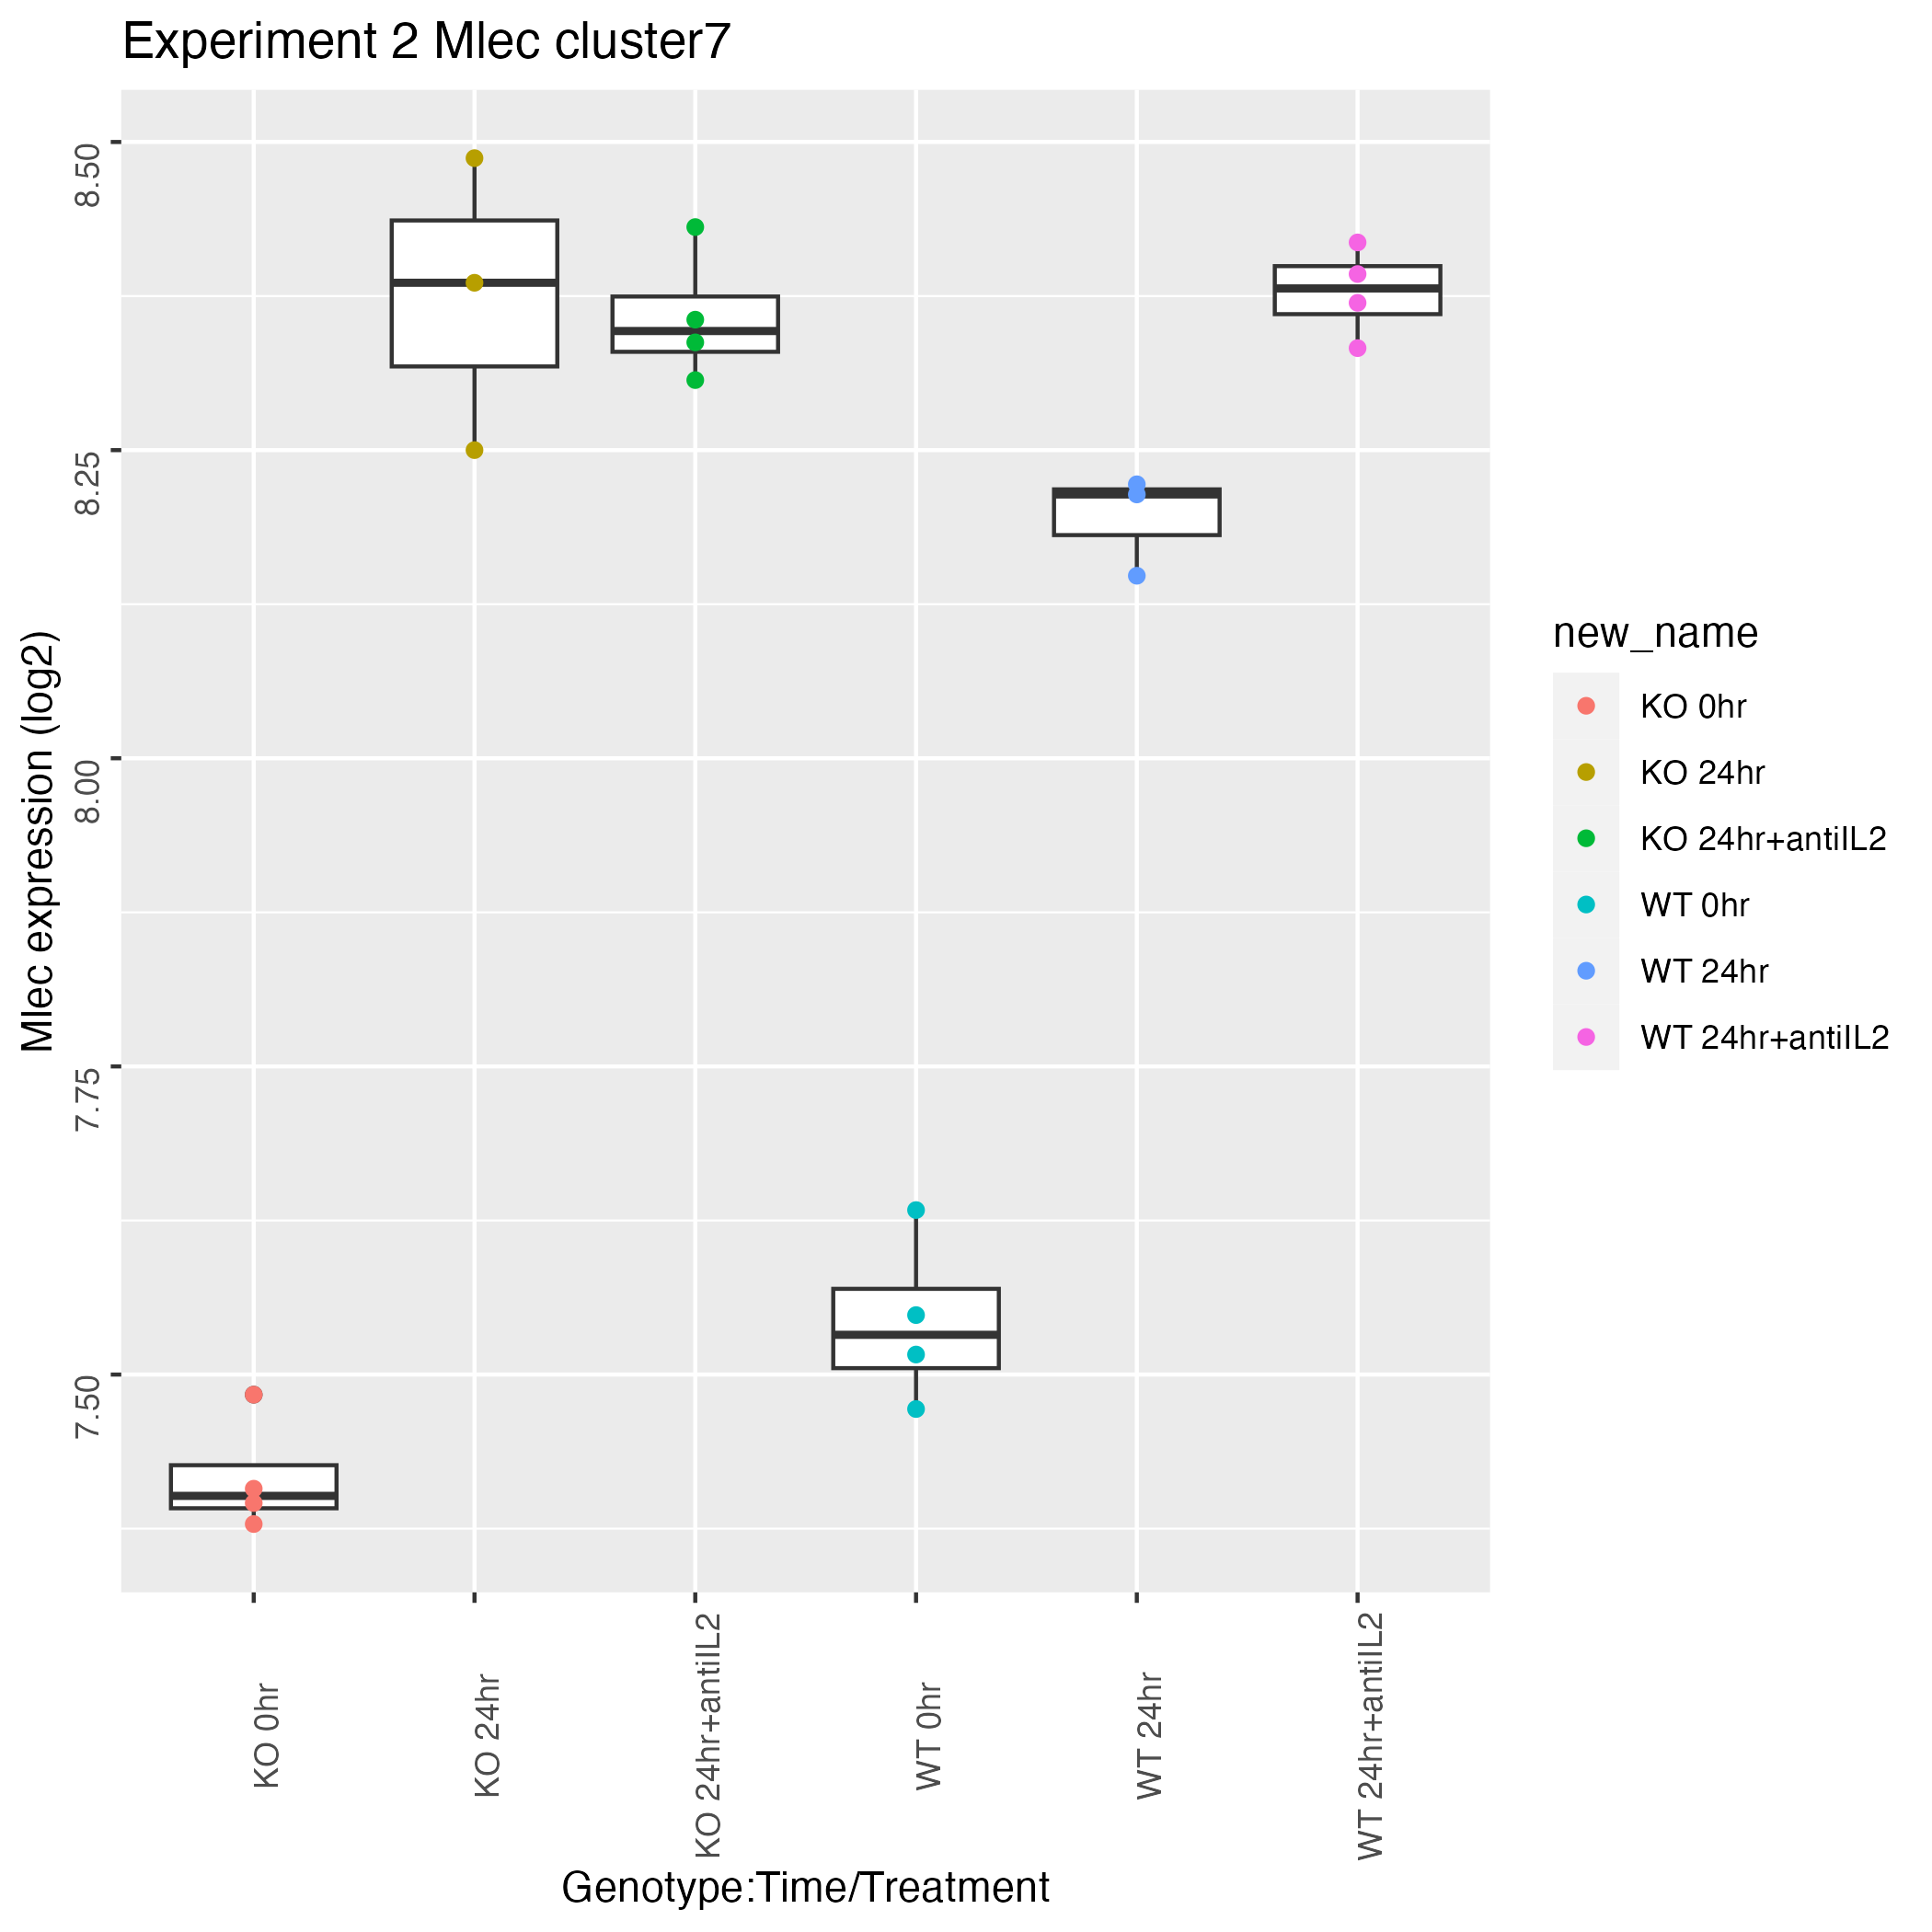 Experiment 2 Mlec cluster7
Mlec expression (log2)
8.50
8.25
8.00
7.75
7.50
KO 0hr
KO 24hr
KO 24hr+antiIL2
WT 0hr
WT 24hr
WT 24hr+antiIL2
Genotype:Time/Treatment
new_name
KO 0hr
KO 24hr
KO 24hr+antiIL2
WT 0hr
WT 24hr
WT 24hr+antiIL2